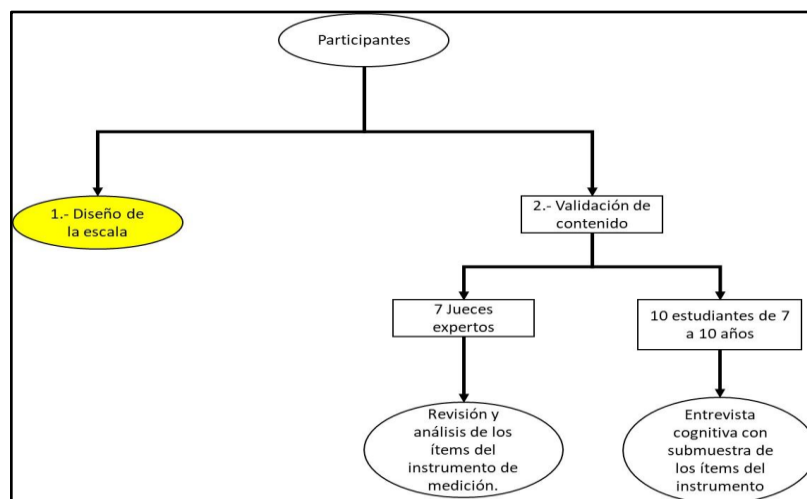 Participantes
1.- Diseño de
la escala
2.- Validación de
contenido
7 Jueces
expertos
10 estudiantes de 7
a 10 años
Revisión y
análisis de los
ítems del
instrumento de
medición.
Entrevista
cognitiva con
submuestra de
los ítems del
instrumento